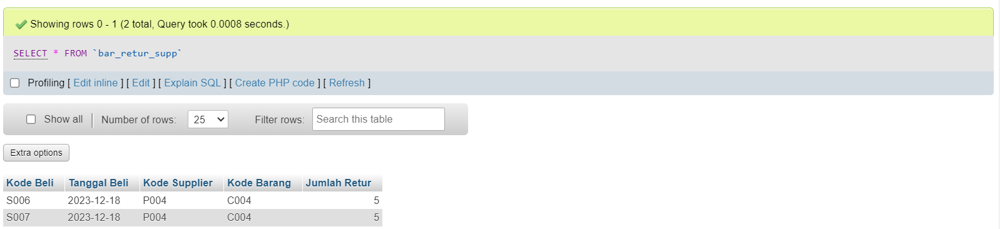 Showing rows 0 - 1 (2 total, Query took 0.0008 seconds.)
SELECT * FROM `bar_retur_supp`
Profiling [ Edit inline ] [ Edit ] [ Explain SQL ] [ Create PHP code ] [ Refresh ]
Show all Number of rows: 25 Filter rows: Search this table
Extra options
Kode Beli Tanggal Beli Kode Supplier Kode Barang Jumlah Retur
S006 2023-12-18 P004 C004 5
S007 2023-12-18 P004 C004 5